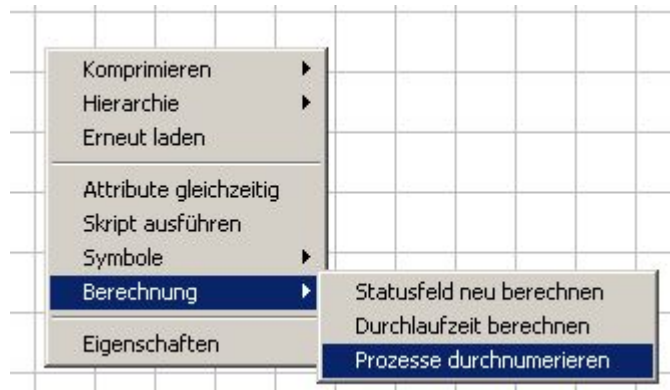 Komprimieren
Hierarchie
Erneut laden
Attribute gleichzeitig
Skript ausführen
Symbole
Berechnung
Eigenschaften
Statusfeld neu berechnen
Durchlaufzeit berechnen
Prozesse durchnumerieren